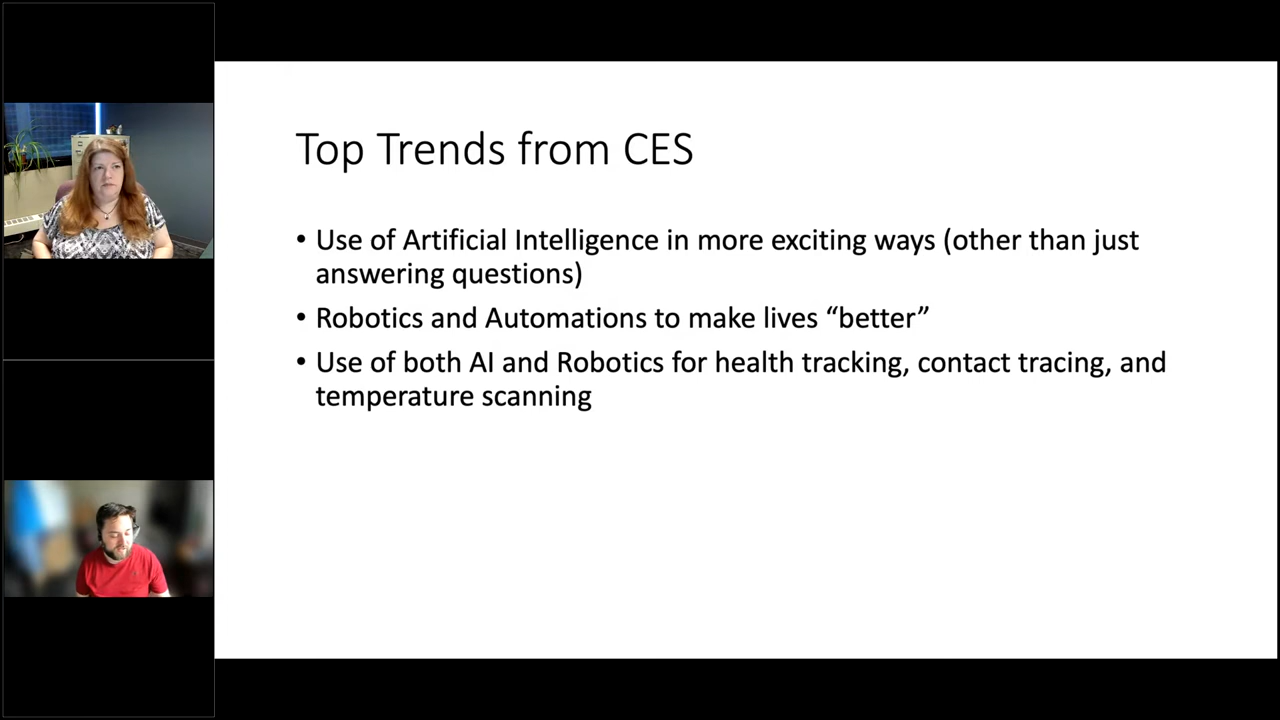 Top Trends from CES
• Use of Artificial Intelligence in more exciting ways (other than just
answering questions)
• Robotics and Automations to make lives “better”
• Use of both AI and Robotics for health tracking, contact tracing, and
temperature scanning